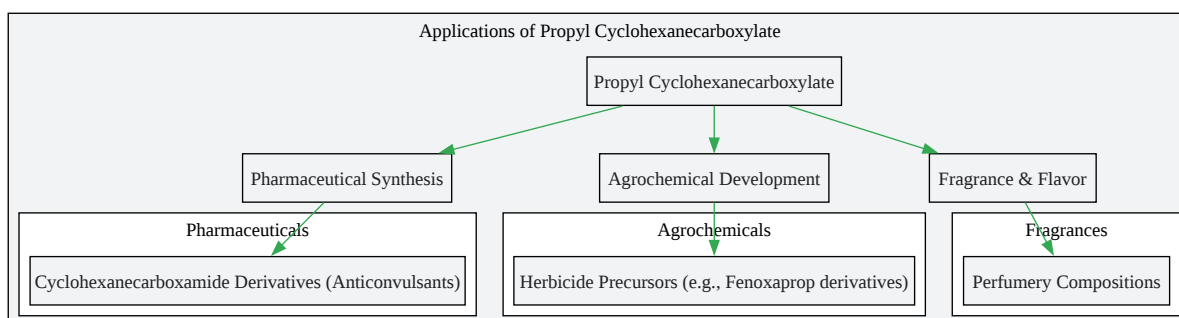 Applications of Propyl Cyclohexanecarboxylate
Propyl Cyclohexanecarboxylate
Pharmaceutical Synthesis
Agrochemical Development
Fragrance & Flavor
Pharmaceuticals
Agrochemicals
Fragrances
Cyclohexanecarboxamide Derivatives (Anticonvulsants)
Herbicide Precursors (e.g., Fenoxaprop derivatives)
Perfumery Compositions